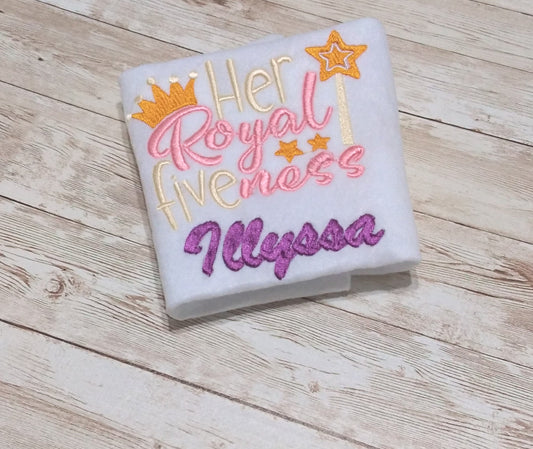 Her
Royal
fiveness
Illyssa